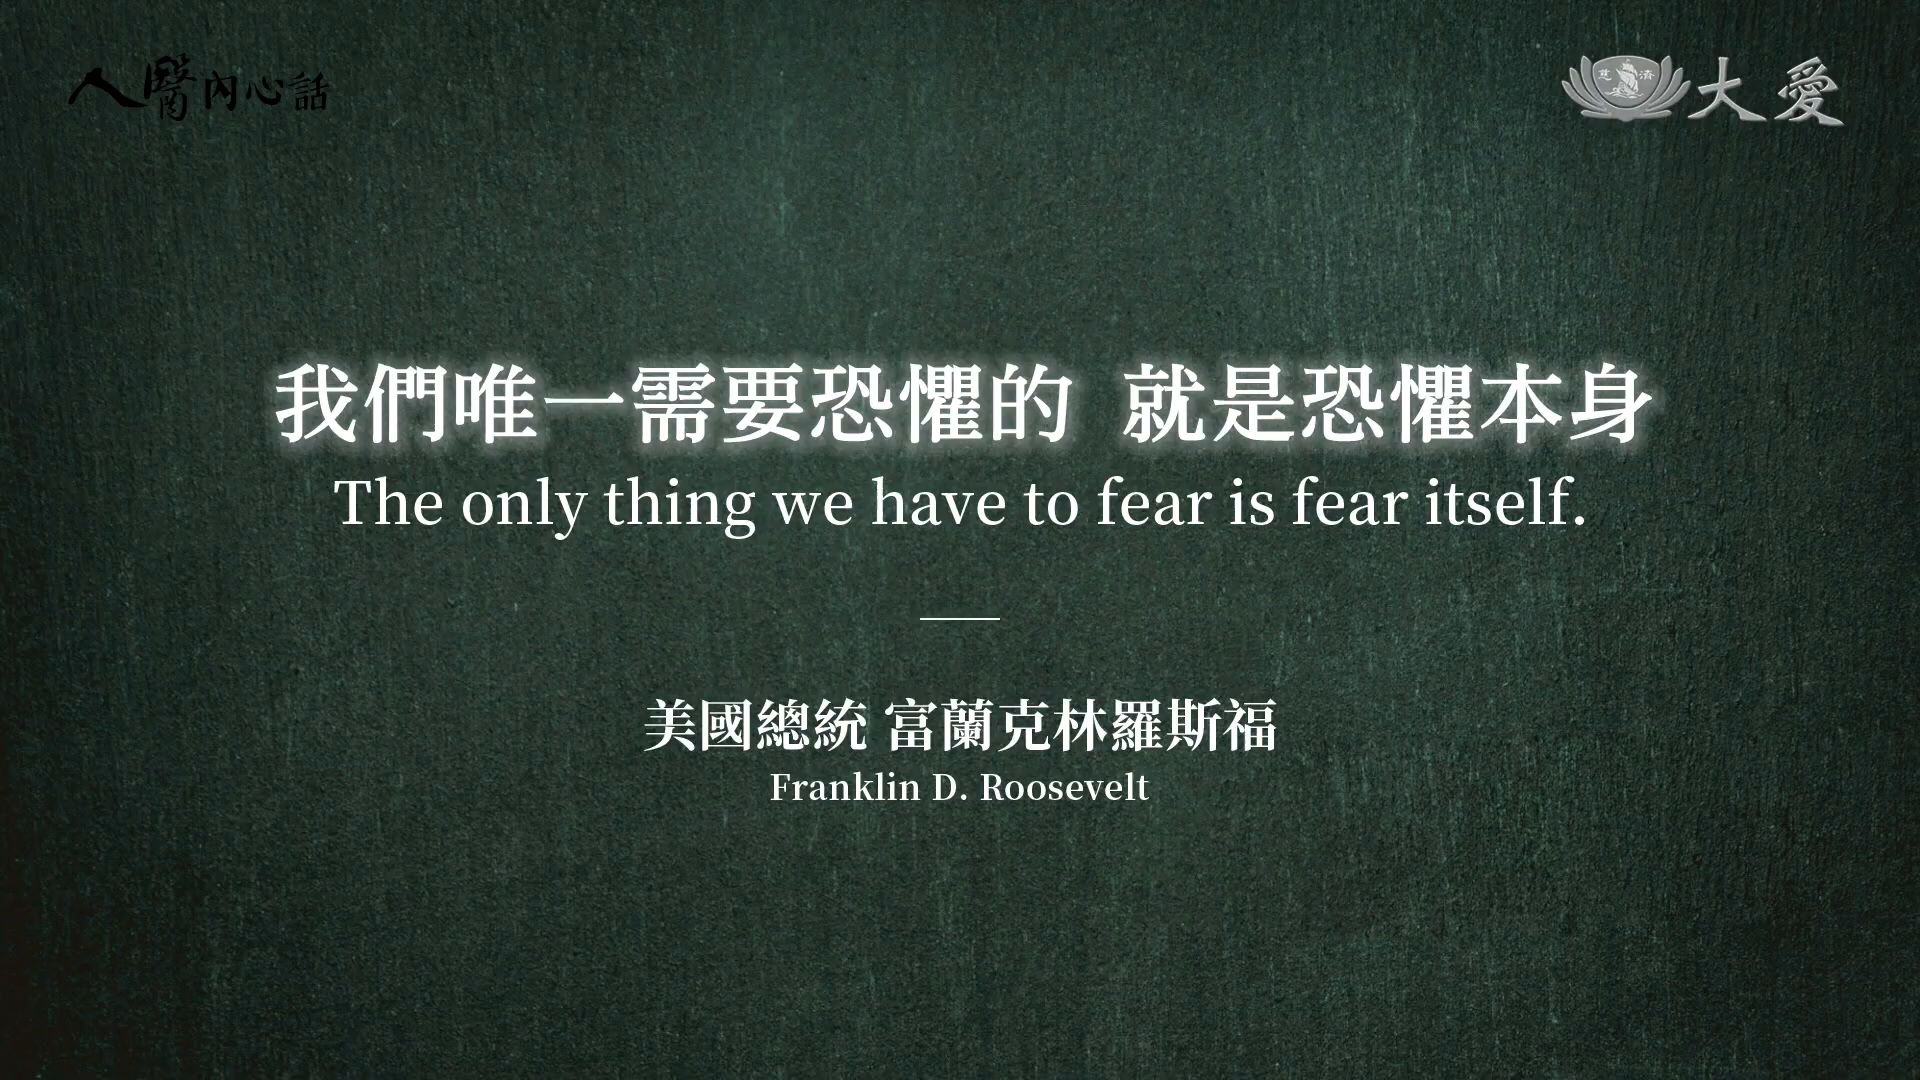 人醫內心話
慈濟
大愛
我們唯一需要恐懼的 就是恐懼本身
The only thing we have to fear is fear itself.
美國總統 富蘭克林羅斯福
Franklin D. Roosevelt